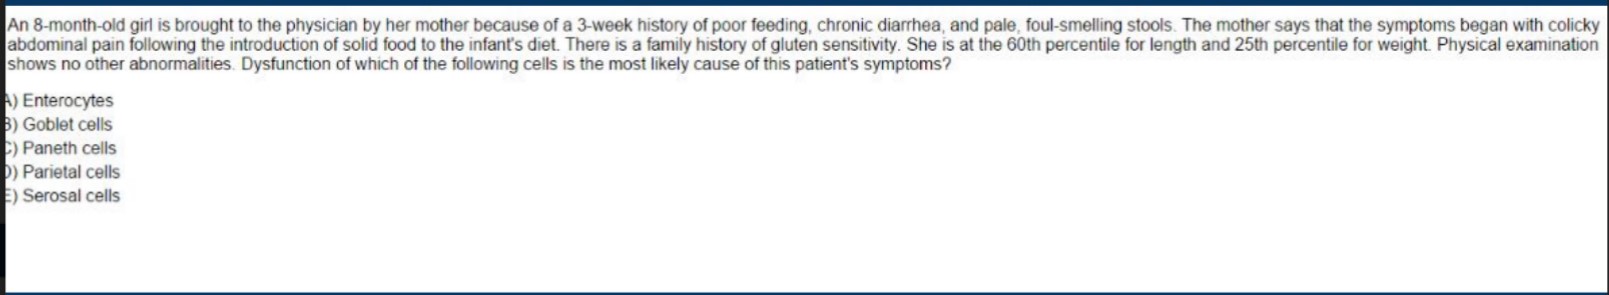 An 8-month-old girl is brought to the physician by her mother because of a 3-week history of poor feeding, chronic diarrhea, and pale, foul-smelling stools. The mother says that the symptoms began with colicky
abdominal pain following the introduction of solid food to the infant's diet. There is a family history of gluten sensitivity. She is at the 60th percentile for length and 25th percentile for weight. Physical examination
shows no other abnormalities. Dysfunction of which of the following cells is the most likely cause of this patient's symptoms?
A) Enterocytes
B) Goblet cells
C) Paneth cells
D) Parietal cells
E) Serosal cells